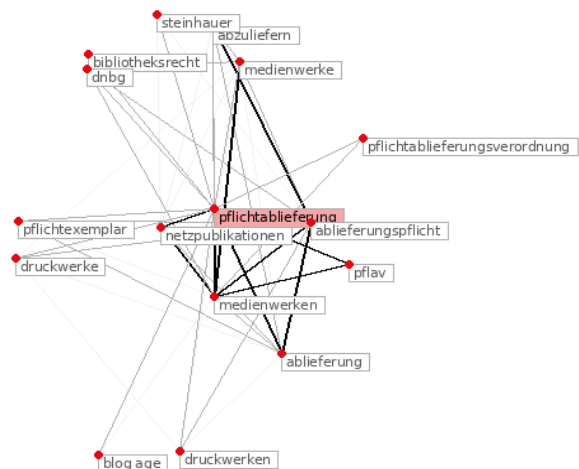 steinhauer
abzuliefern
bibliotheksrecht
medienwerke
dnbg
pflichtablieferungsverordnung
pflichtablieferung
pflichtexemplar
netzpublikationen
ablieferungspflicht
druckwerke
pflav
medienwerken
ablieferung
blog age
druckwerken